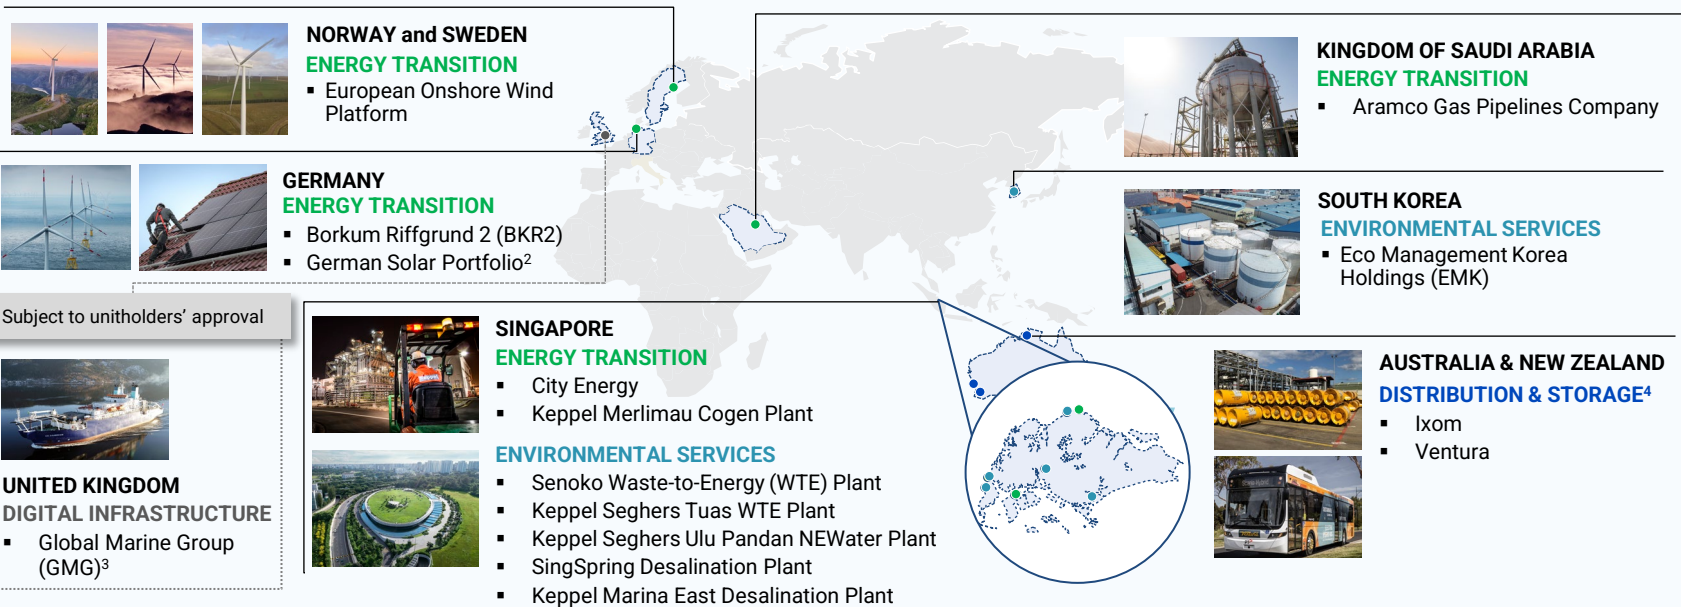 NORWAY and SWEDEN
ENERGY TRANSITION
▪ European Onshore Wind
Platform
GERMANY
ENERGY TRANSITION
▪ Borkum Riffgrund 2 (BKR2)
▪ German Solar Portfolio²
Subject to unitholders’ approval
UNITED KINGDOM
DIGITAL INFRASTRUCTURE
▪ Global Marine Group
(GMG)³
SINGAPORE
ENERGY TRANSITION
▪ City Energy
▪ Keppel Merlimau Cogen Plant
ENVIRONMENTAL SERVICES
▪ Senoko Waste-to-Energy (WTE) Plant
▪ Keppel Seghers Tuas WTE Plant
▪ Keppel Seghers Ulu Pandan NEWater Plant
▪ SingSpring Desalination Plant
▪ Keppel Marina East Desalination Plant
KINGDOM OF SAUDI ARABIA
ENERGY TRANSITION
▪ Aramco Gas Pipelines Company
SOUTH KOREA
ENVIRONMENTAL SERVICES
▪ Eco Management Korea
Holdings (EMK)
AUSTRALIA & NEW ZEALAND
DISTRIBUTION & STORAGE⁴
▪ Ixom
▪ Ventura